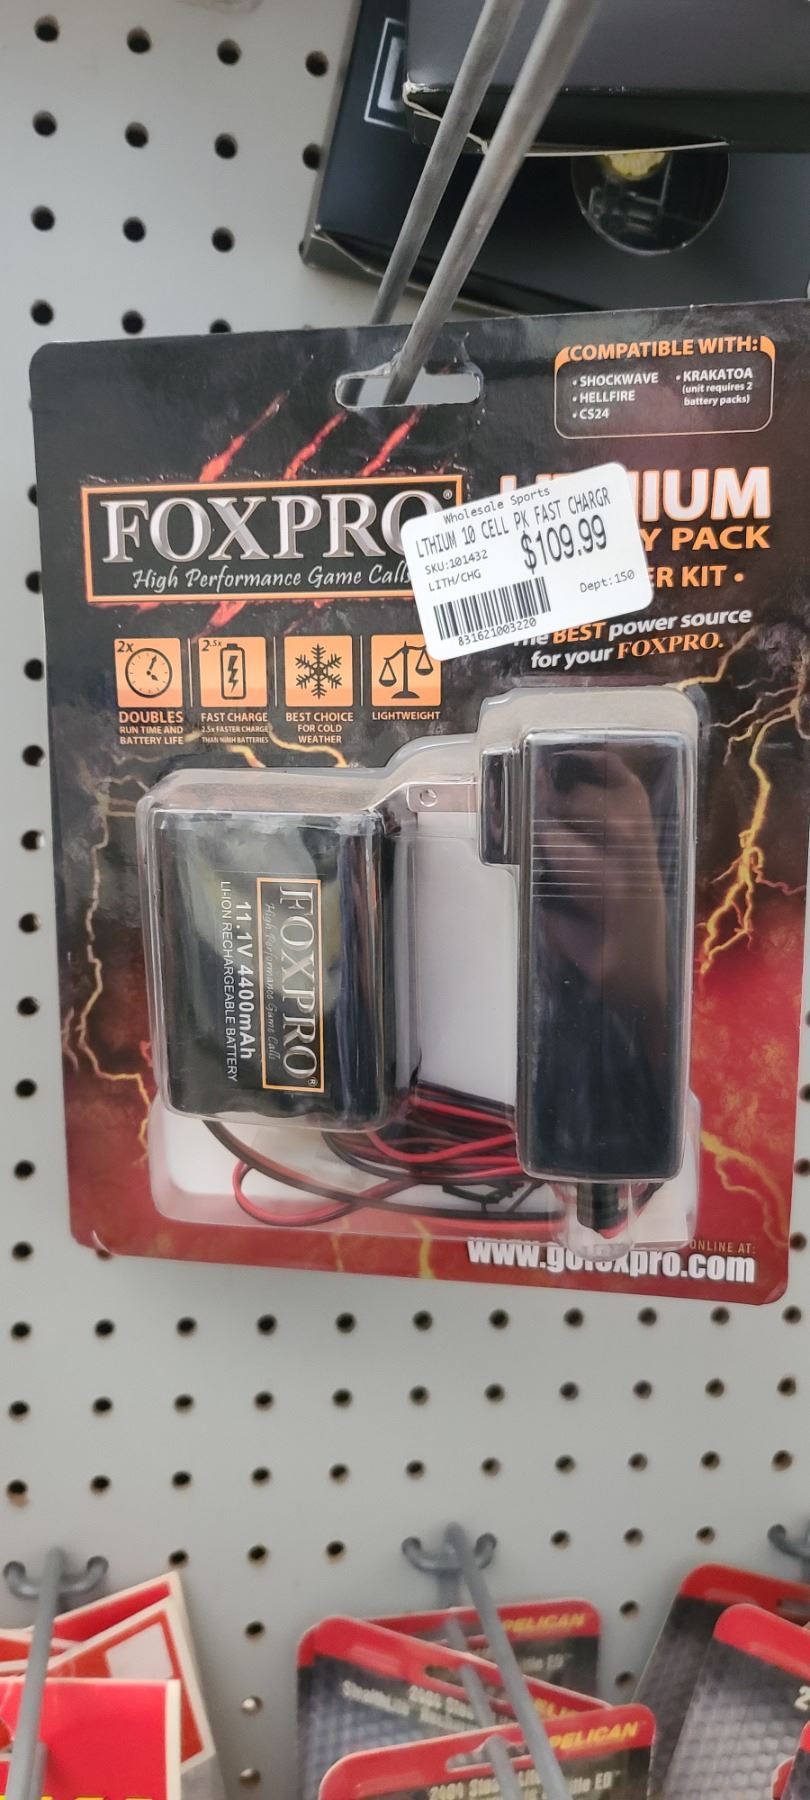 COMPATIBLE WITH:
• SHOCKWAVE
• HELLFIRE
• CS24
• KRAKATOA
(unit requires 2
battery packs)
FOXPRO
High Performance Game Calls
IUM
Y PACK
ER KIT •
Wholesale Sports
LTHIUM 10 CELL PK FAST CHARGR
SKU:101432
$109.99
LITH/CHG
Dept:150
831621003220
The BEST power source
for your FOXPRO.
2x
DOUBLES
RUN TIME AND
BATTERY LIFE
2.5x
FAST CHARGE
2.5x FASTER CHARGE
THAN NiMH BATTERIES
BEST CHOICE
FOR COLD
WEATHER
LIGHTWEIGHT
FOXPRO®
High Performance Game Calls
11.1V 4400mAh
LI-ION RECHARGEABLE BATTERY
ONLINE AT:
www.gofoxpro.com
PELICAN
PELICAN